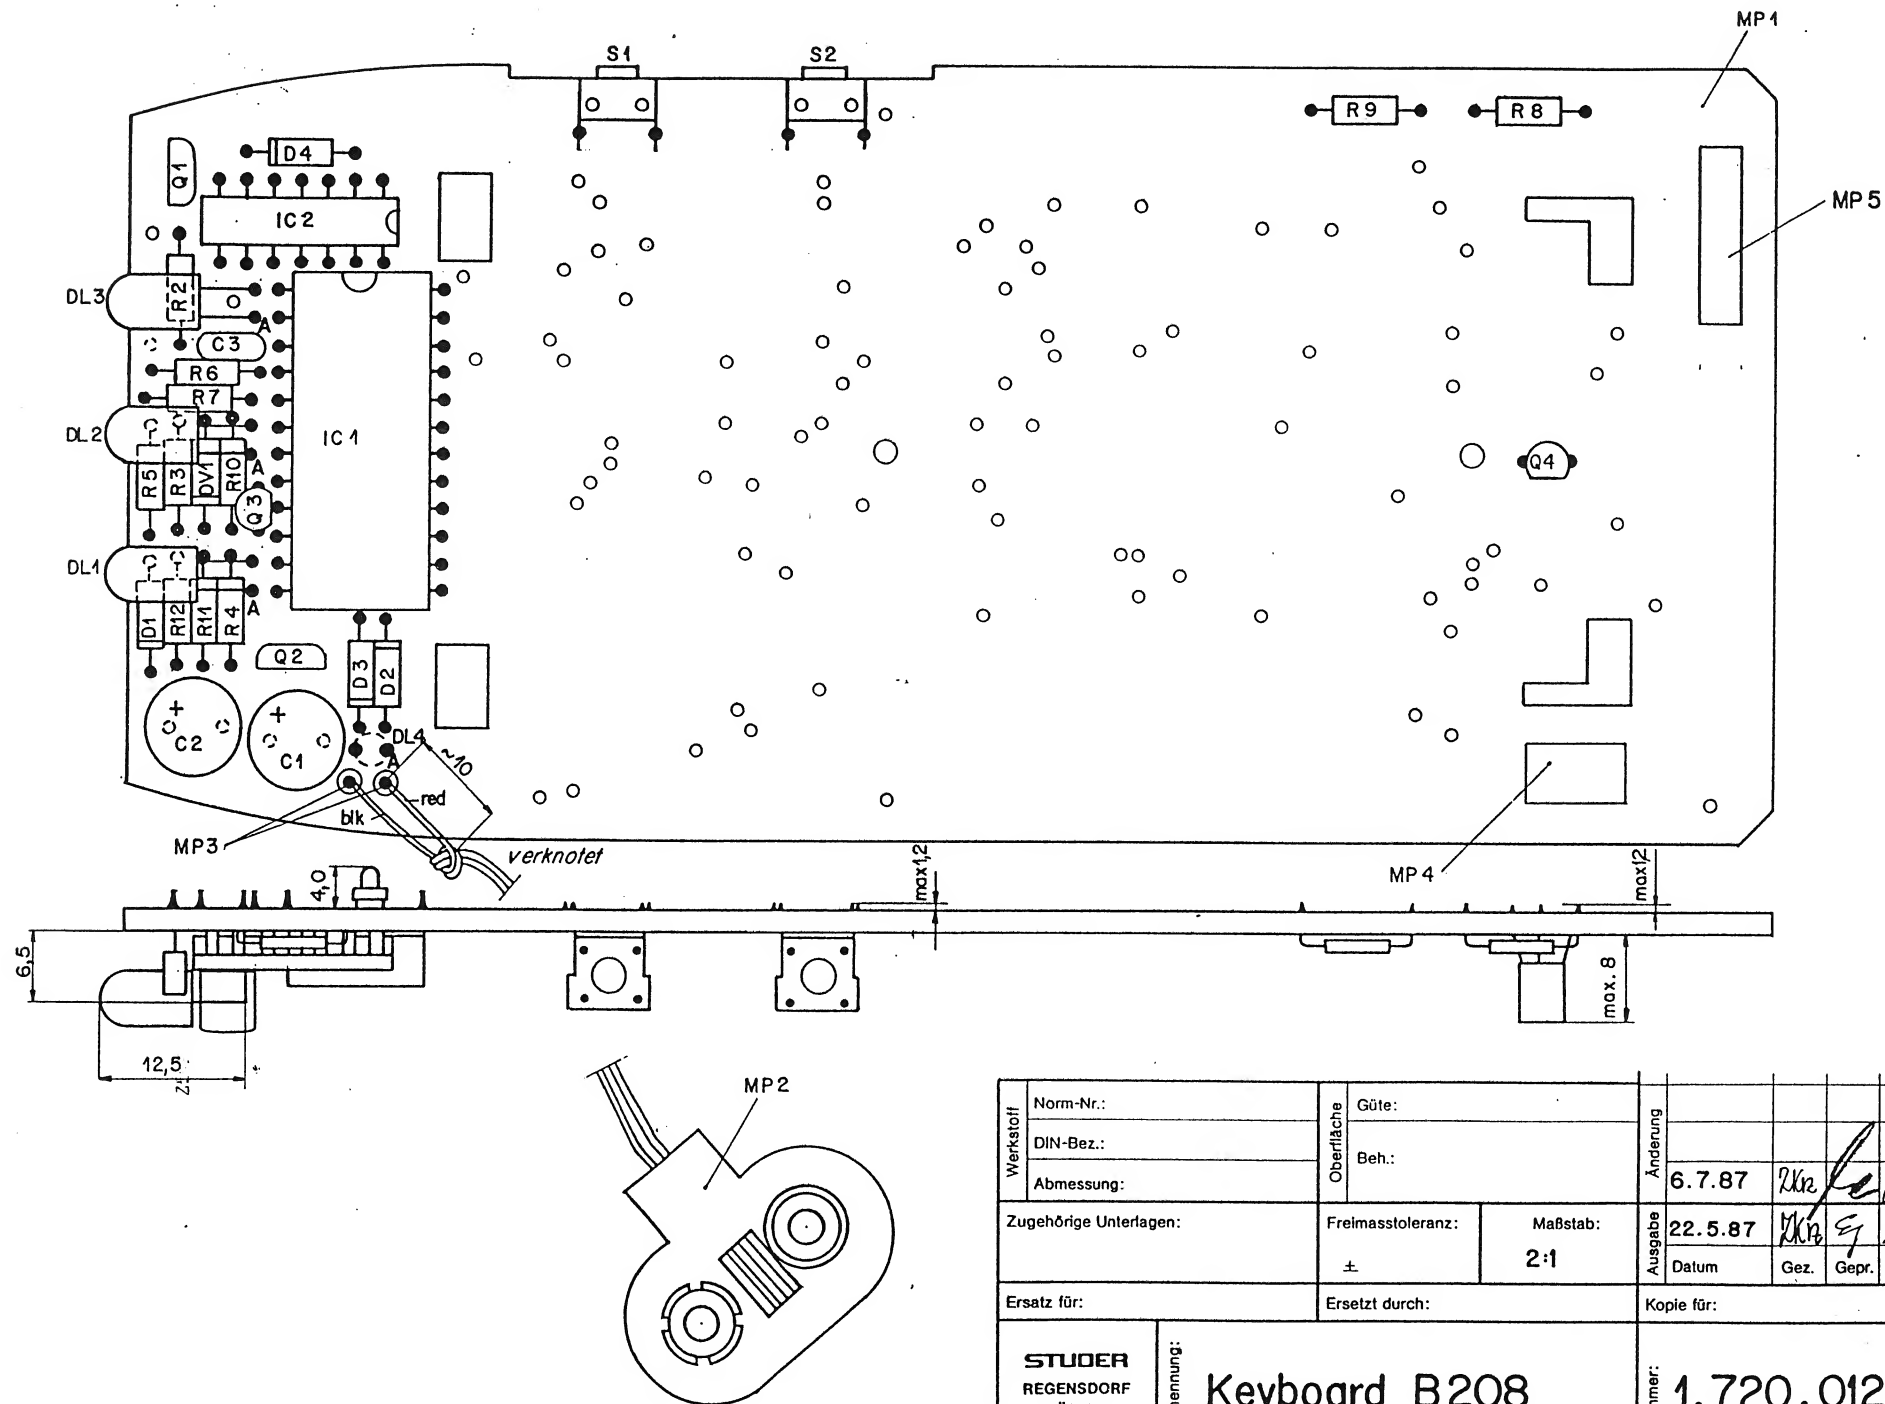 MP1
S1
S2
R9
R8
D4
Q1
IC2
MP5
DL3
R2
A
C3
R6
R7
DL2
IC1
A
R5
R3
DV1
R10
Q3
Q4
DL1
A
D1
R12
R11
R4
Q2
D3
D2
+
C2
+
C1
DL4
A
~10
red
blk
MP3
verknotet
MP4
4,0
max1,2
max1,2
6,5
max. 8
12,5
MP2
Werkstoff
Norm-Nr.:
DIN-Bez.:
Abmessung:
Oberfläche
Güte:
Beh.:
Änderung
6.7.87
Zugehörige Unterlagen:
Freimasstoleranz:
±
Maßstab:
2:1
Ausgabe
22.5.87
Datum
Gez.
Gepr.
Ersatz für:
Ersetzt durch:
Kopie für:
STUDER
REGENSDORF
ennung:
Keyboard B208
mmer:
1.720.012